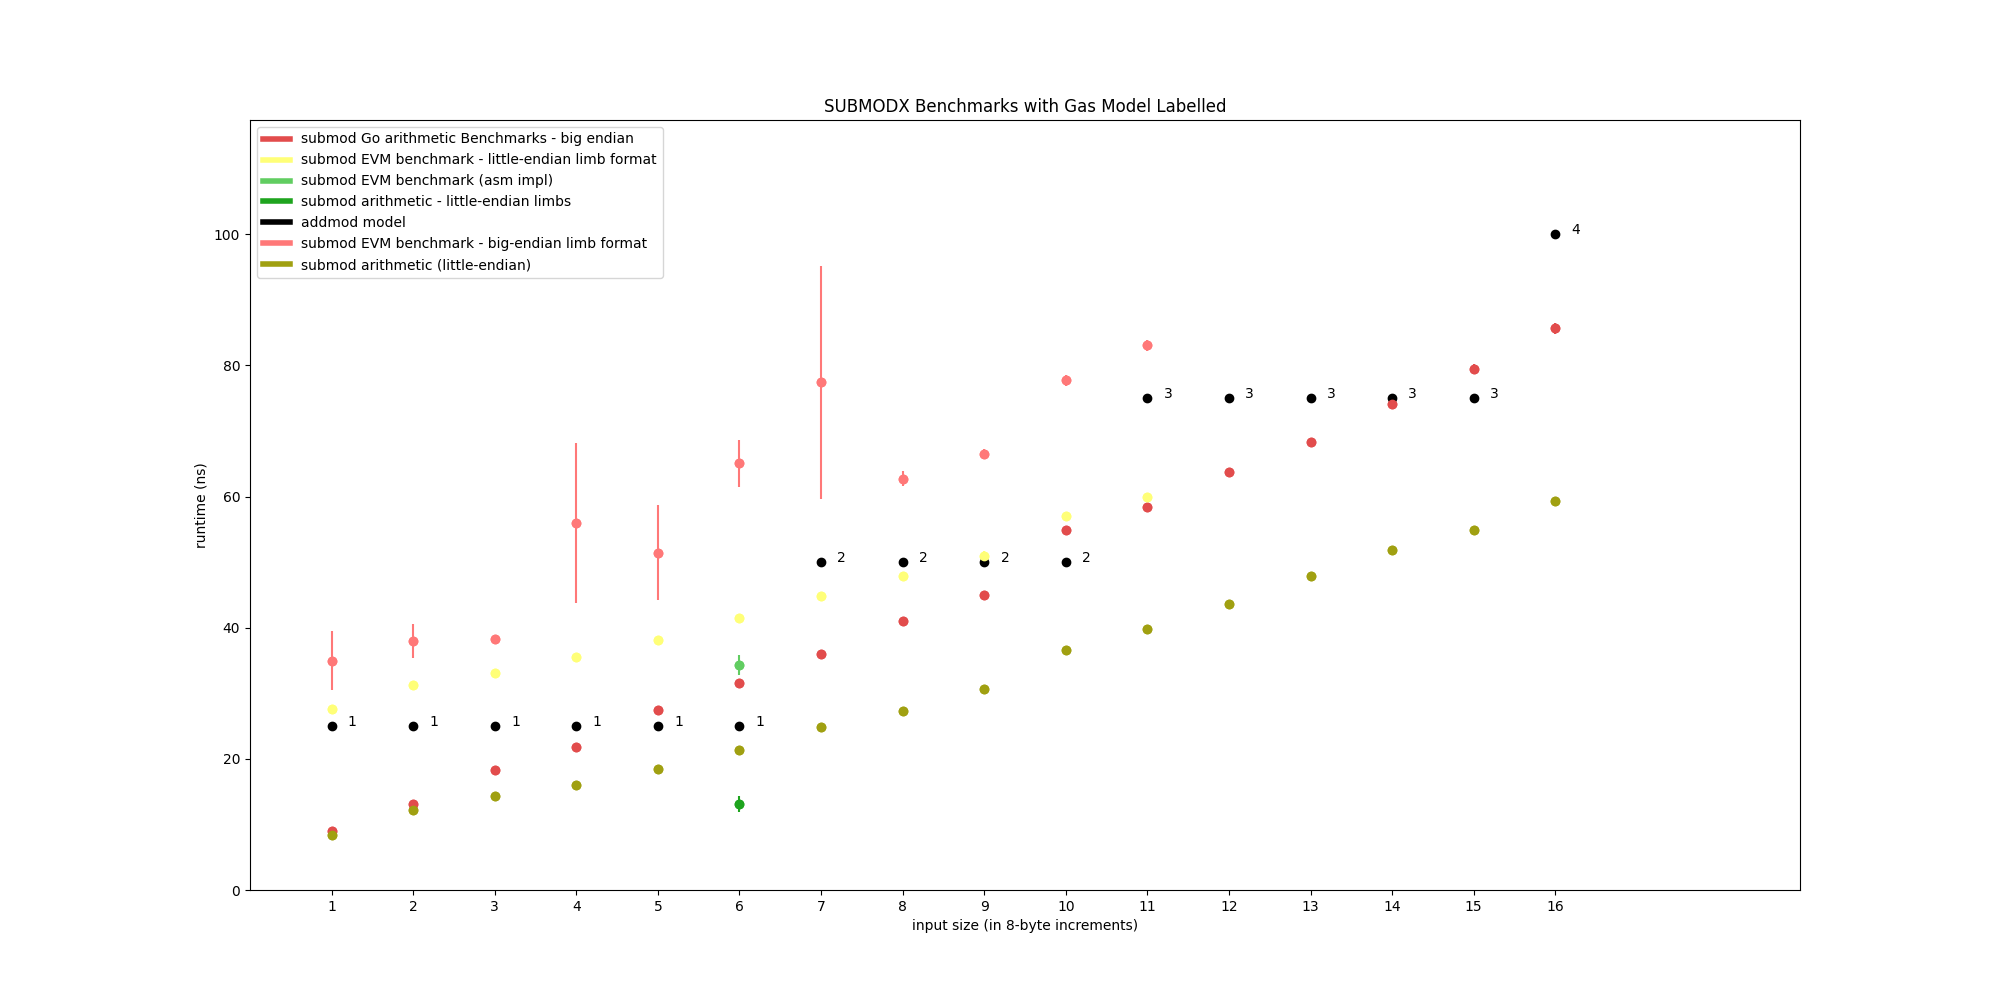 SUBMODX Benchmarks with Gas Model Labelled
submod Go arithmetic Benchmarks - big endian
submod EVM benchmark - little-endian limb format
submod EVM benchmark (asm impl)
submod arithmetic - little-endian limbs
addmod model
submod EVM benchmark - big-endian limb format
submod arithmetic (little-endian)
runtime (ns)
100
80
60
40
20
0
4
3 3 3 3 3
2 2 2 2
1 1 1 1 1 1
1 2 3 4 5 6 7 8 9 10 11 12 13 14 15 16
input size (in 8-byte increments)